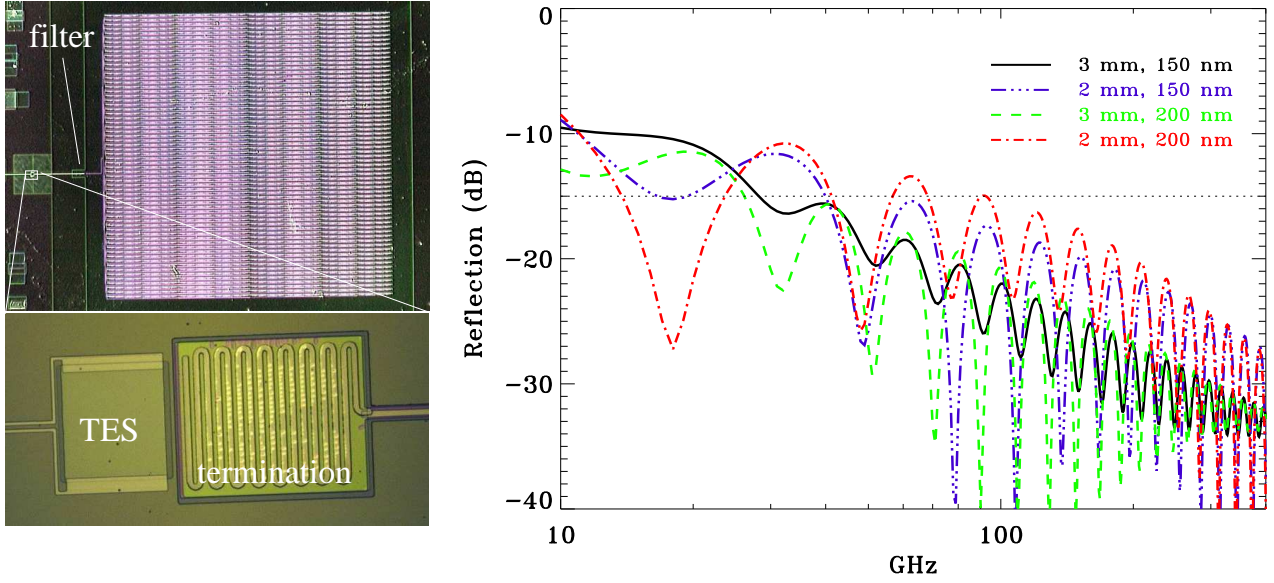 filter
TES
termination
0
−10
−20
−30
−40
Reflection (dB)
3 mm, 150 nm
2 mm, 150 nm
3 mm, 200 nm
2 mm, 200 nm
10
100
GHz